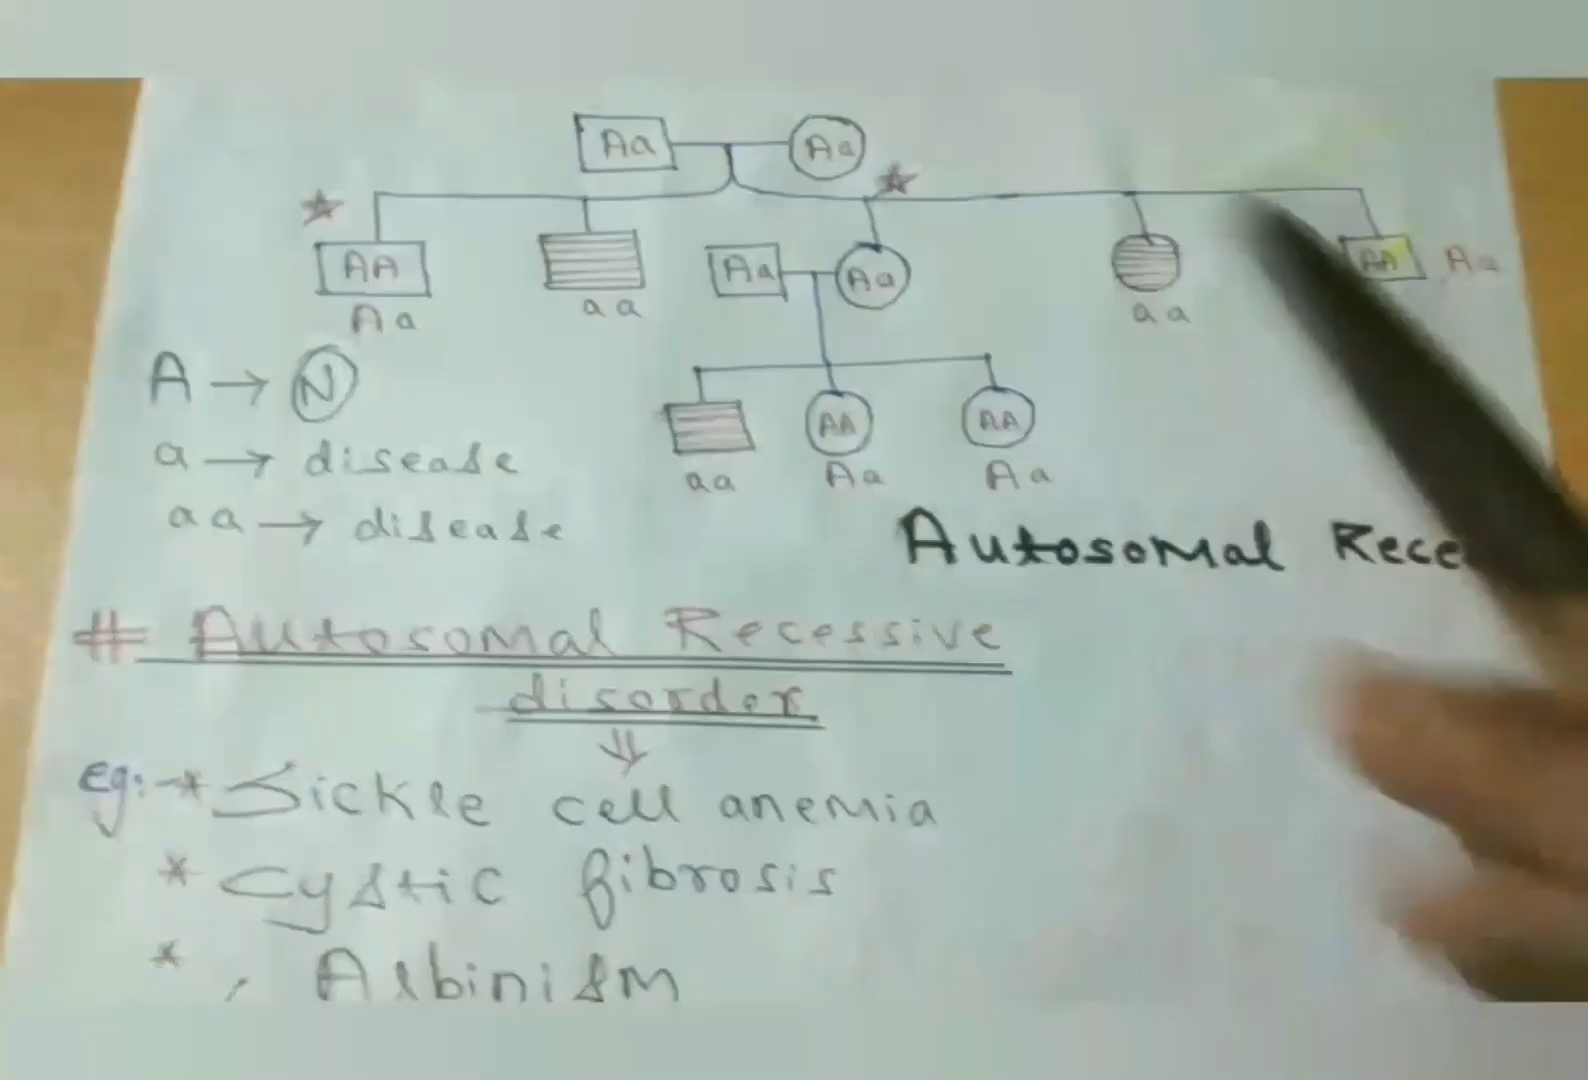 Aa Aa
AA aa Aa Aa aa AA Aa
Aa
A → N
a → disease
aa → disease
AA AA
aa Aa Aa
Autosomal Rece
# Autosomal Recessive
disorder
eg:-* Sickle cell anemia
* Cystic fibrosis
* , Albinism